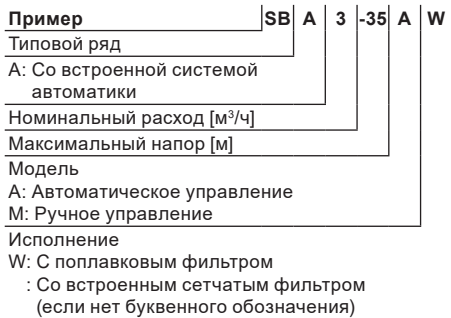 Пример SB A 3 -35 A W
Типовой ряд
A: Со встроенной системой
автоматики
Номинальный расход [м³/ч]
Максимальный напор [м]
Модель
A: Автоматическое управление
M: Ручное управление
Исполнение
W: С поплавковым фильтром
: Со встроенным сетчатым фильтром
(если нет буквенного обозначения)